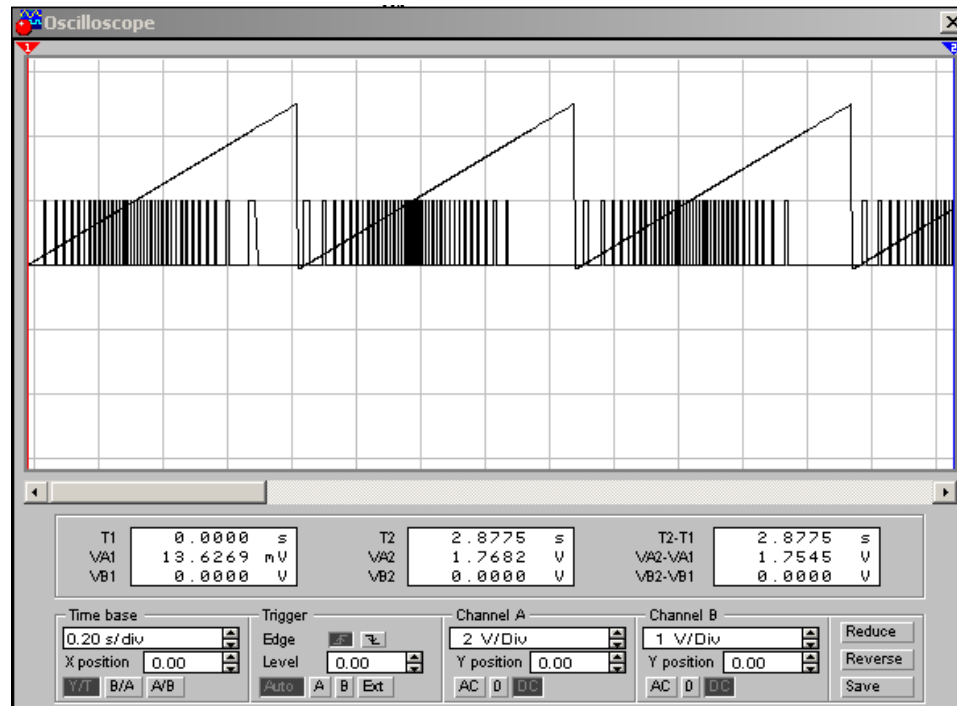 Oscilloscope
1 2
T1 0.0000 s T2 2.8775 s T2-T1 2.8775 s
VA1 13.6269 mV VA2 1.7682 V VA2-VA1 1.7545 V
VB1 0.0000 V VB2 0.0000 V VB2-VB1 0.0000 V
Time base Trigger Channel A Channel B
0.20 s/div Edge 2 V/Div 1 V/Div Reduce
X position 0.00 Level 0.00 Y position 0.00 Y position 0.00 Reverse
Y/T B/A A/B Auto A B Ext AC 0 DC AC 0 DC Save